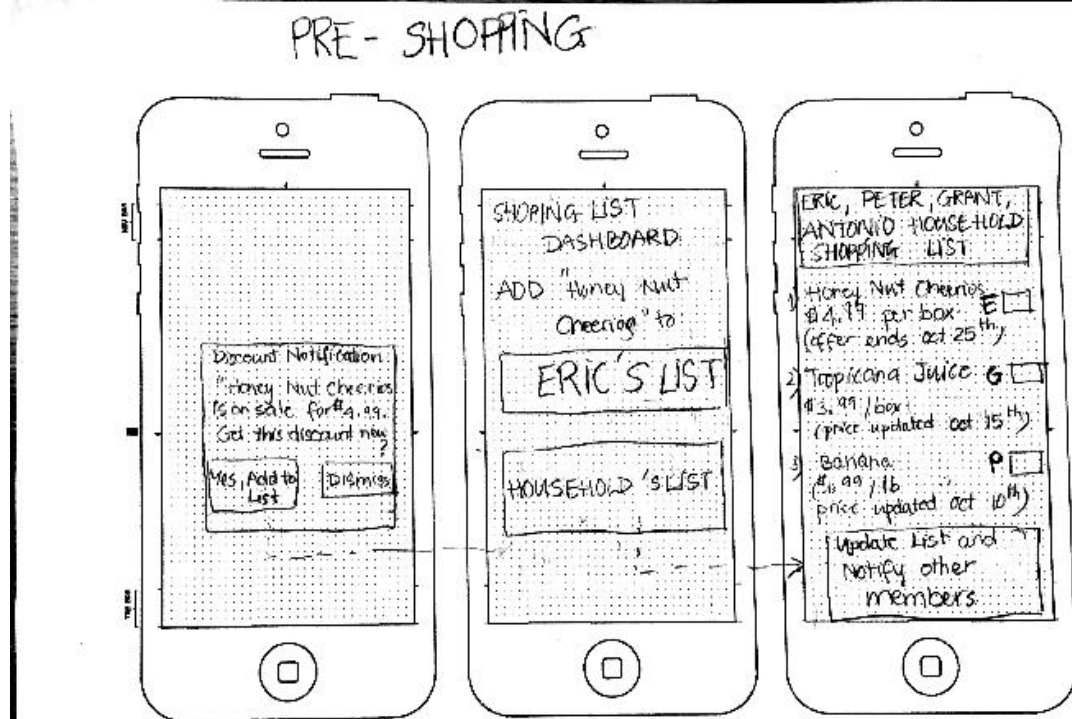 PRE - SHOPPING
Discount Notification
"Honey Nut Cheerios
is on sale for $4.99.
Get this discount now
?
Yes, Add to
List
Dismiss
SHOPING LIST
DASHBOARD
ADD "Honey Nut
Cheerios" to
ERIC'S LIST
HOUSEHOLD'S LIST
ERIC, PETER, GRANT,
ANTONIO HOUSEHOLD
SHOPPING LIST
1) Honey Nut Cheerios
$4.99 per box E
(offer ends oct 25th)
2) Tropicana Juice G
$3.99 / box
(price updated oct 15th)
3) Banana P
($.99 / lb
price updated oct 10th)
Update List and
Notify other
members